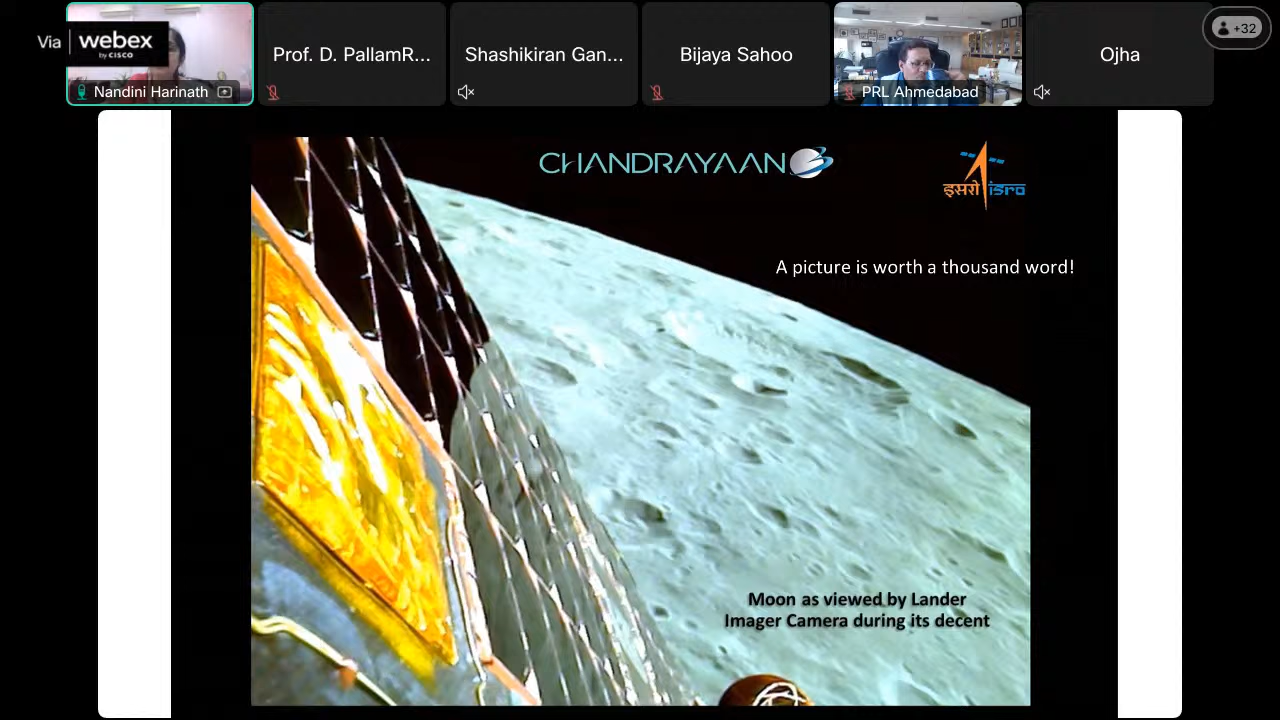 Via webex
by CISCO
Nandini Harinath
Prof. D. PallamR...
Shashikiran Gan...
Bijaya Sahoo
PRL Ahmedabad
Ojha
+32
CHANDRAYAAN 3
इसरो isro
A picture is worth a thousand word!
Moon as viewed by Lander
Imager Camera during its decent